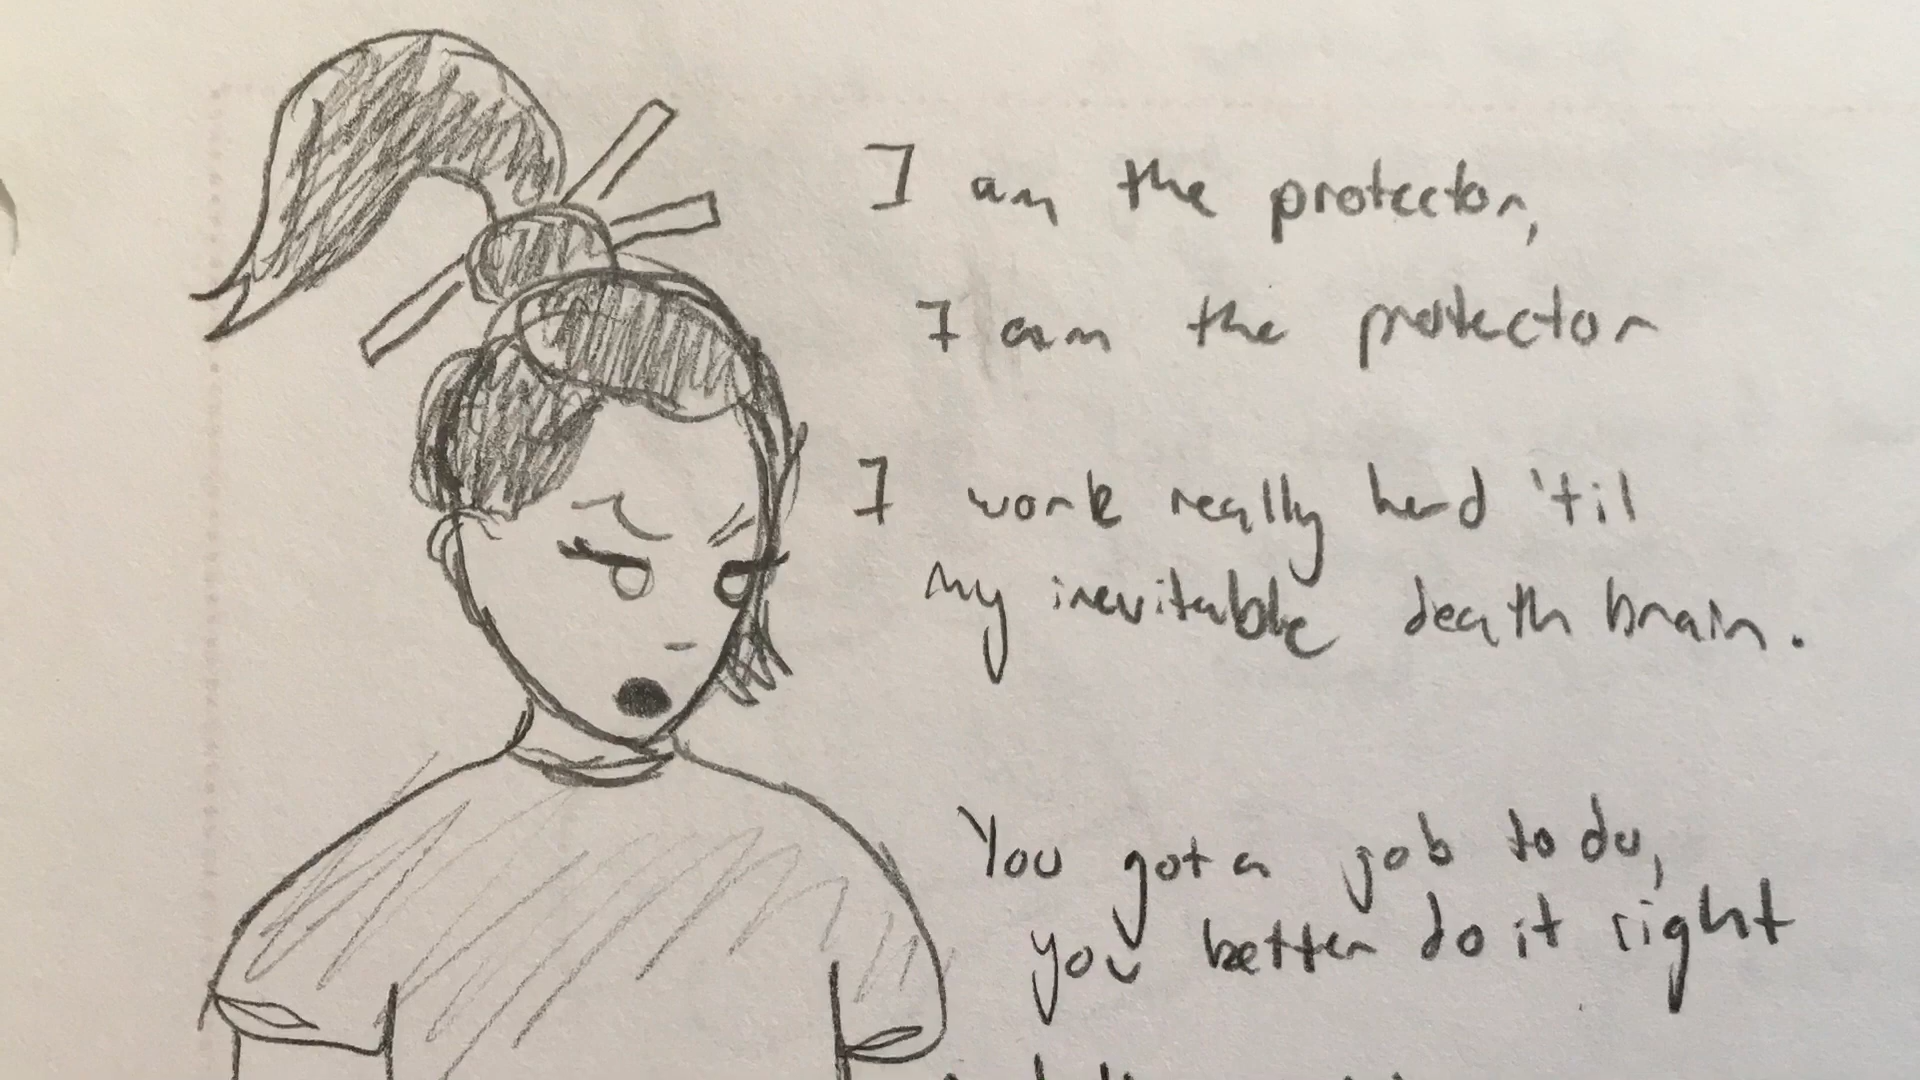 I am the protector,
I am the protector
I work really hard 'til
my inevitable death brain.
You got a job to do,
you better do it right